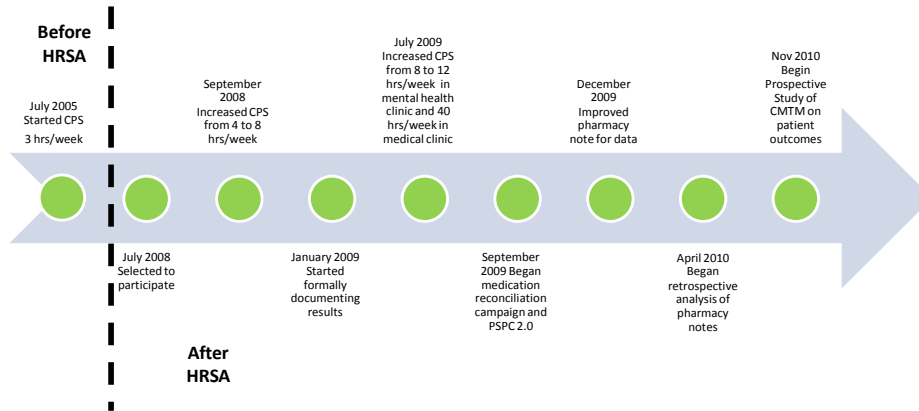 Before
HRSA
July 2005
Started CPS
3 hrs/week
July 2008
Selected to
participate
September
2008
Increased CPS
from 4 to 8
hrs/week
January 2009
Started
formally
documenting
results
July 2009
Increased CPS
from 8 to 12
hrs/week in
mental health
clinic and 40
hrs/week in
medical clinic
September
2009 Began
medication
reconciliation
campaign and
PSPC 2.0
December
2009
Improved
pharmacy
note for data
April 2010
Began
retrospective
analysis of
pharmacy
notes
Nov 2010
Begin
Prospective
Study of
CMTM on
patient
outcomes
After
HRSA